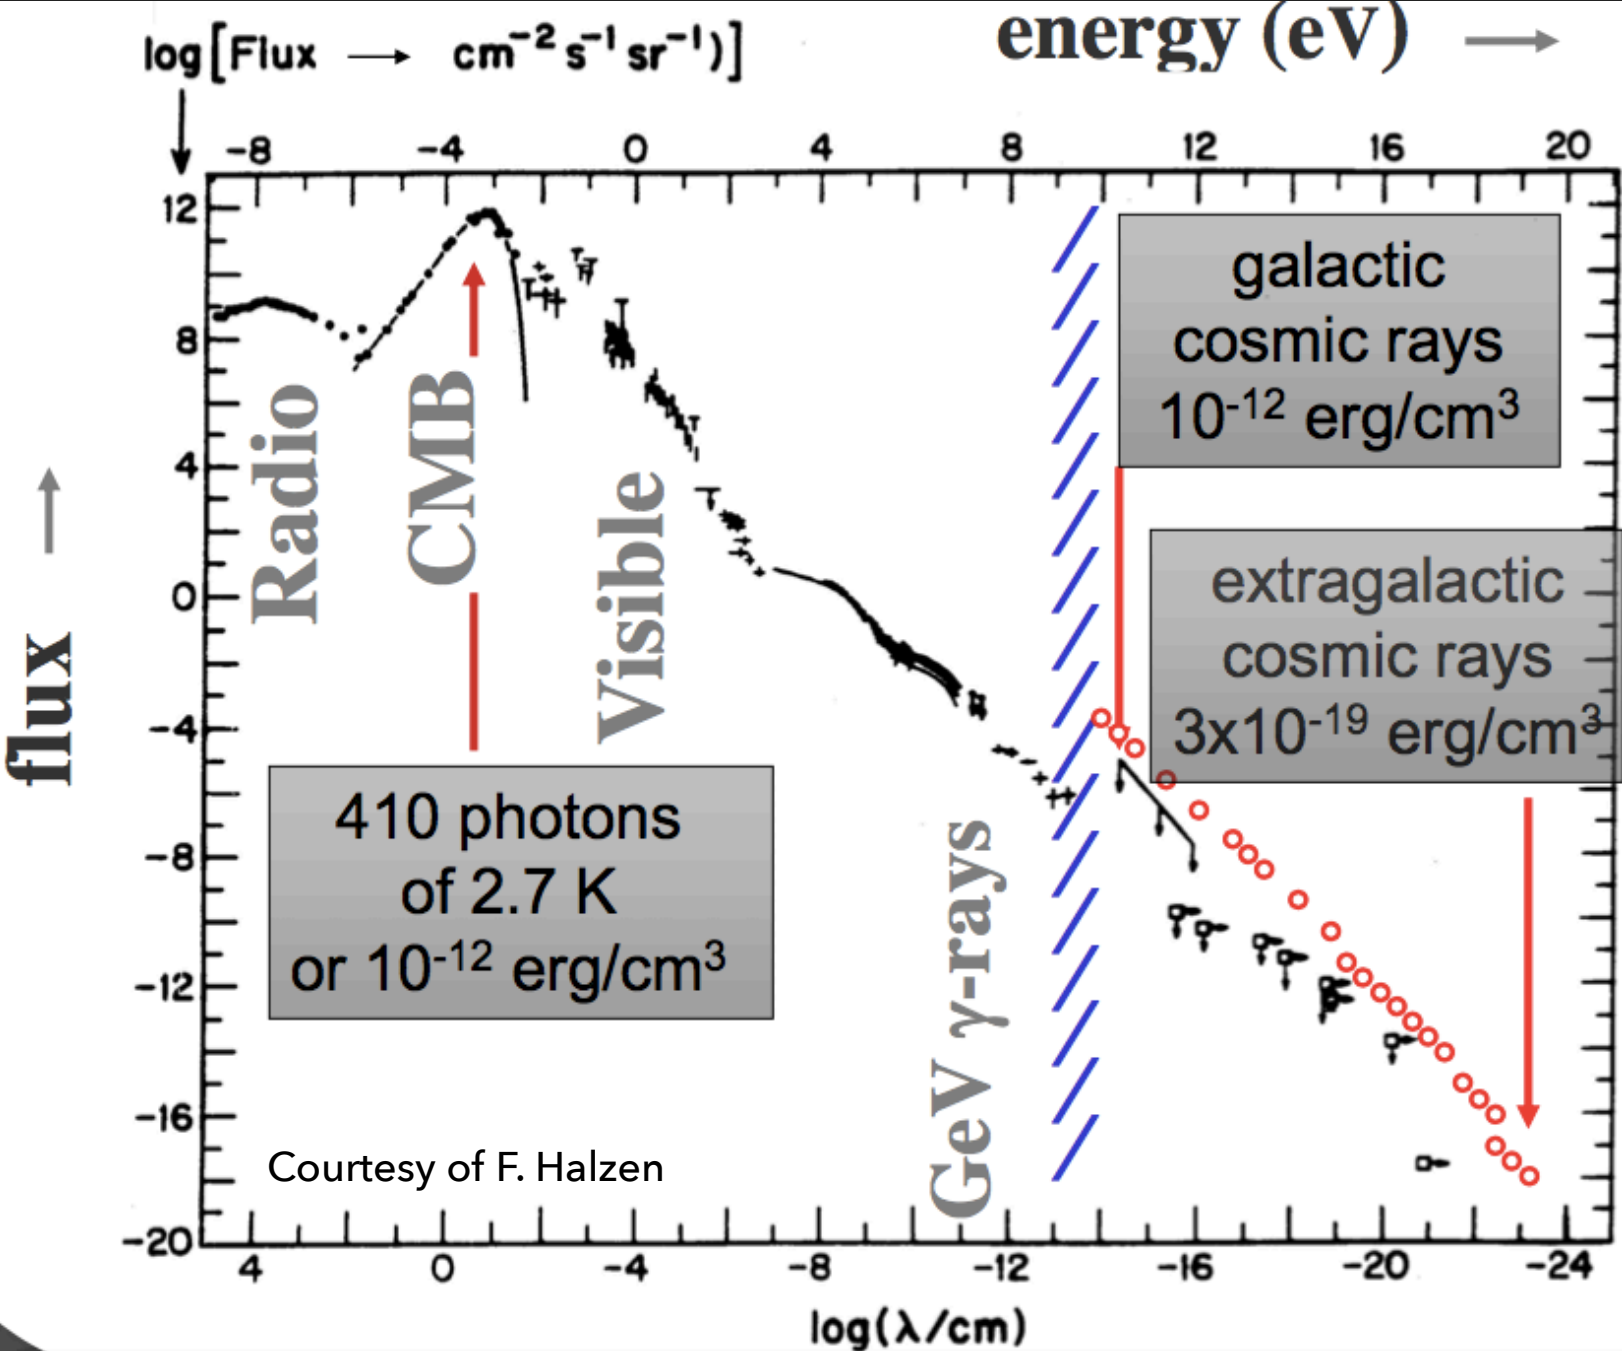 energy (eV) →
log[Flux → cm⁻² s⁻¹ sr⁻¹)]
-8 -4 0 4 8 12 16 20
12
8
4
0
-4
-8
-12
-16
-20
flux →
Radio
CMB
Visible
GeV γ-rays
galactic
cosmic rays
10⁻¹² erg/cm³
extragalactic
cosmic rays
3x10⁻¹⁹ erg/cm³
410 photons
of 2.7 K
or 10⁻¹² erg/cm³
Courtesy of F. Halzen
4 0 -4 -8 -12 -16 -20 -24
log(λ/cm)